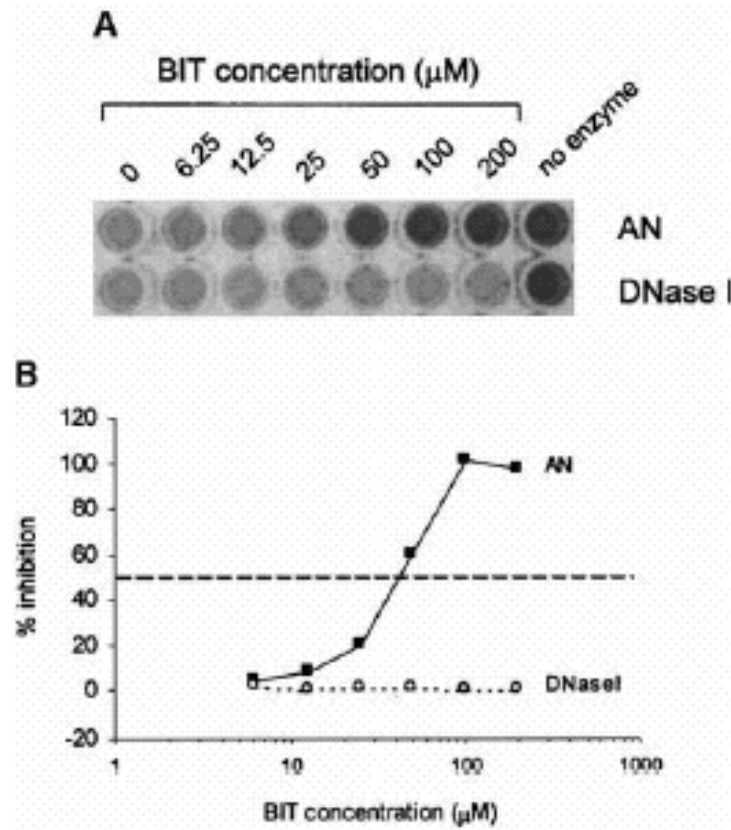 A
BIT concentration (µM)
0 6.25 12.5 25 50 100 200 no enzyme
AN
DNase I
B
120
100
80
60
40
20
0
-20
% inhibition
AN
DNaseI
1 10 100 1000
BIT concentration (µM)